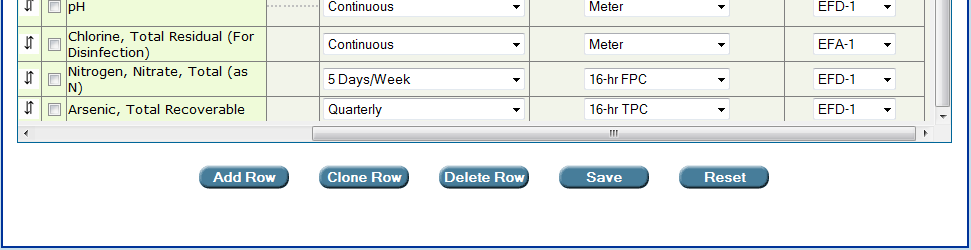 pH Continuous Meter EFD-1
Chlorine, Total Residual (For
Disinfection) Continuous Meter EFA-1
Nitrogen, Nitrate, Total (as
N) 5 Days/Week 16-hr FPC EFD-1
Arsenic, Total Recoverable Quarterly 16-hr TPC EFD-1
Add Row Clone Row Delete Row Save Reset